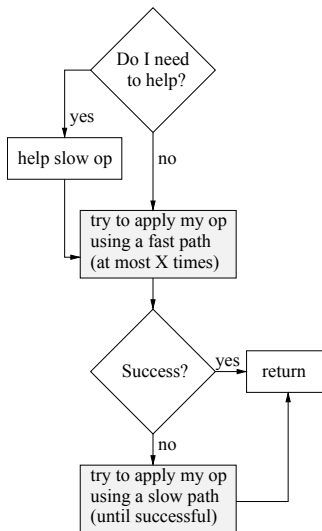 Do I need
to help?
yes
help slow op
no
try to apply my op
using a fast path
(at most X times)
Success?
yes
return
no
try to apply my op
using a slow path
(until successful)